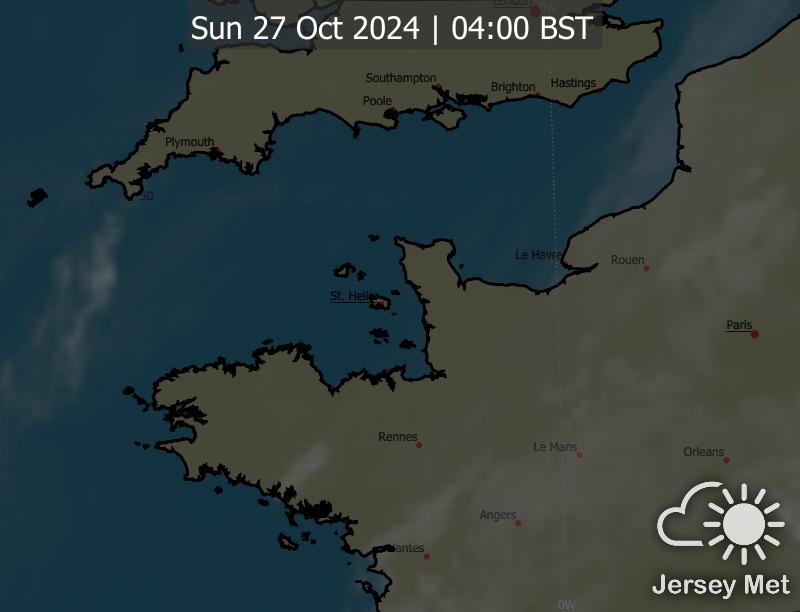 London
0W
Sun 27 Oct 2024 | 04:00 BST
Southampton
Brighton
Hastings
Poole
Plymouth
50
Le Havre
Rouen
St. Helier
Paris
Rennes
Le Mans
Orleans
Angers
Nantes
Jersey Met
0W